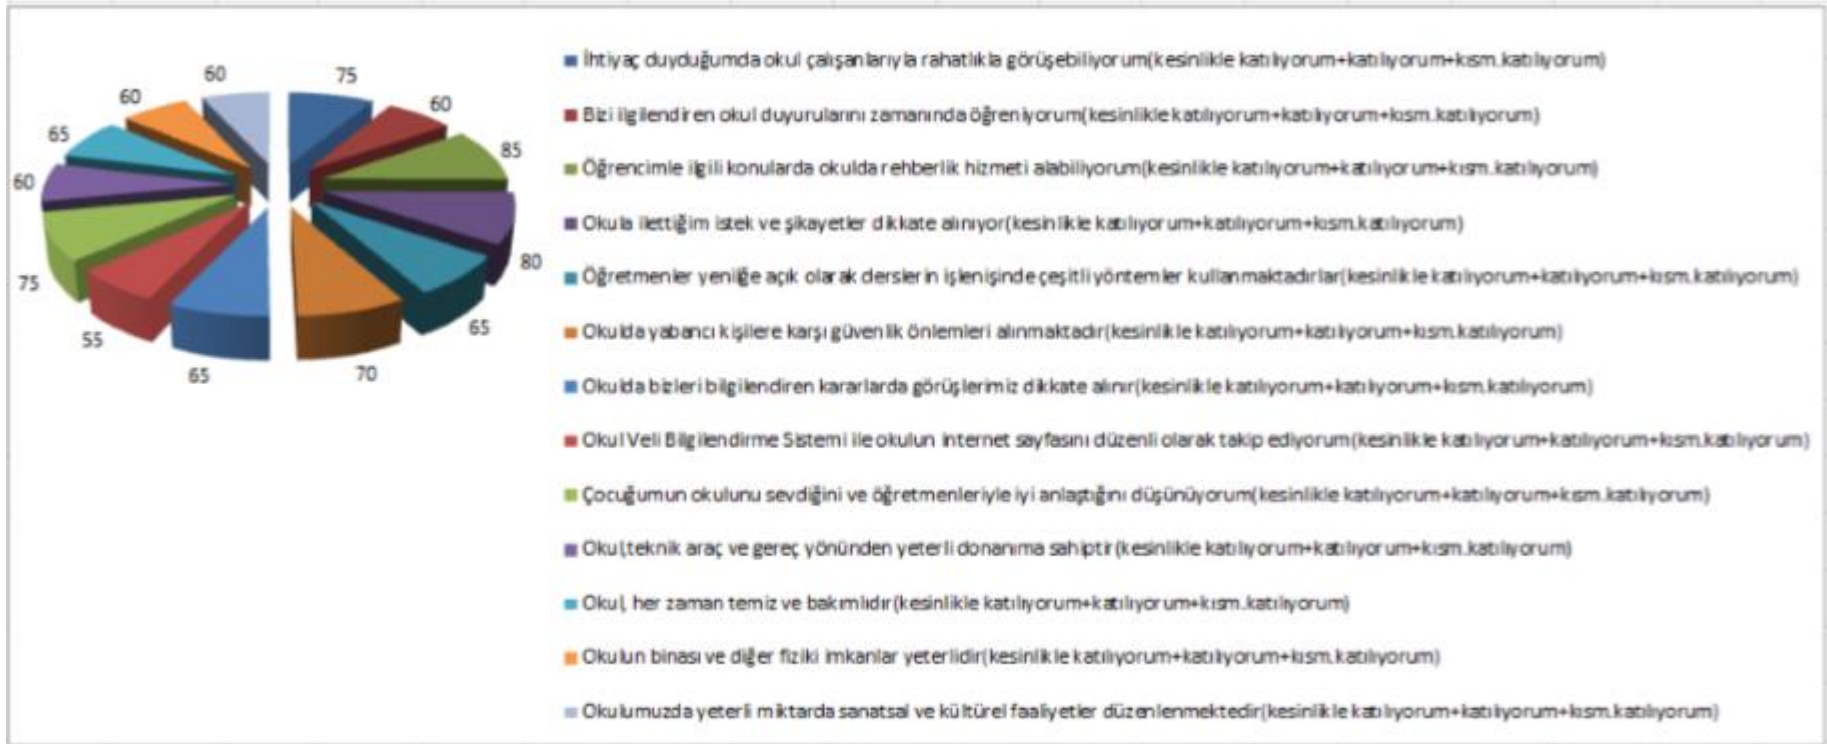 60
75
60
60
65
85
60
80
75
65
55
65
70
İhtiyaç duyduğumda okul çalışanlarıyla rahatlıkla görüşebiliyorum(kesinlikle katılıyorum+katılıyorum+kısm.katılıyorum)
Bizi ilgilendiren okul duyurularını zamanında öğreniyorum(kesinlikle katılıyorum+katılıyorum+kısm.katılıyorum)
Öğrencimle ilgili konularda okulda rehberlik hizmeti alabiliyorum(kesinlikle katılıyorum+katılıyorum+kısm.katılıyorum)
Okula ilettiğim istek ve şikayetler dikkate alınıyor(kesinlikle katılıyorum+katılıyorum+kısm.katılıyorum)
Öğretmenler yeniliğe açık olarak derslerin işlenişinde çeşitli yöntemler kullanmaktadırlar(kesinlikle katılıyorum+katılıyorum+kısm.katılıyorum)
Okulda yabancı kişilere karşı güvenlik önlemleri alınmaktadır(kesinlikle katılıyorum+katılıyorum+kısm.katılıyorum)
Okulda bizleri bilgilendiren kararlarda görüşlerimiz dikkate alınır(kesinlikle katılıyorum+katılıyorum+kısm.katılıyorum)
Okul Veli Bilgilendirme Sistemi ile okulun internet sayfasını düzenli olarak takip ediyorum(kesinlikle katılıyorum+katılıyorum+kısm.katılıyorum)
Çocuğumun okulunu sevdiğini ve öğretmenleriyle iyi anlaştığını düşünüyorum(kesinlikle katılıyorum+katılıyorum+kısm.katılıyorum)
Okul,teknik araç ve gereç yönünden yeterli donanıma sahiptir(kesinlikle katılıyorum+katılıyorum+kısm.katılıyorum)
Okul, her zaman temiz ve bakımlıdır(kesinlikle katılıyorum+katılıyorum+kısm.katılıyorum)
Okulun binası ve diğer fiziki imkanlar yeterlidir(kesinlikle katılıyorum+katılıyorum+kısm.katılıyorum)
Okulumuzda yeterli miktarda sanatsal ve kültürel faaliyetler düzenlenmektedir(kesinlikle katılıyorum+katılıyorum+kısm.katılıyorum)